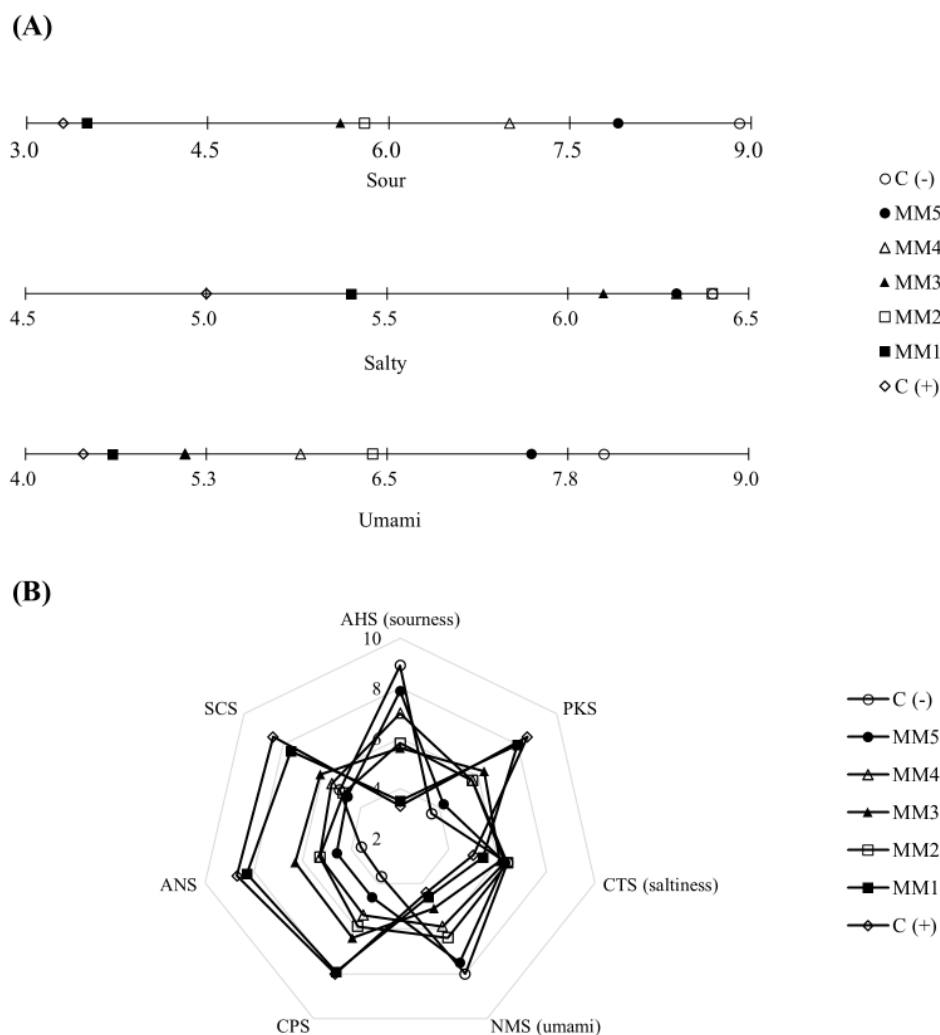 (A)
3.0 4.5 6.0 7.5 9.0
Sour
4.5 5.0 5.5 6.0 6.5
Salty
4.0 5.3 6.5 7.8 9.0
Umami
C (-)
MM5
MM4
MM3
MM2
MM1
C (+)
(B)
AHS (sourness)
10
8
6
4
2
SCS
PKS
ANS
CTS (saltiness)
CPS
NMS (umami)
C (-)
MM5
MM4
MM3
MM2
MM1
C (+)